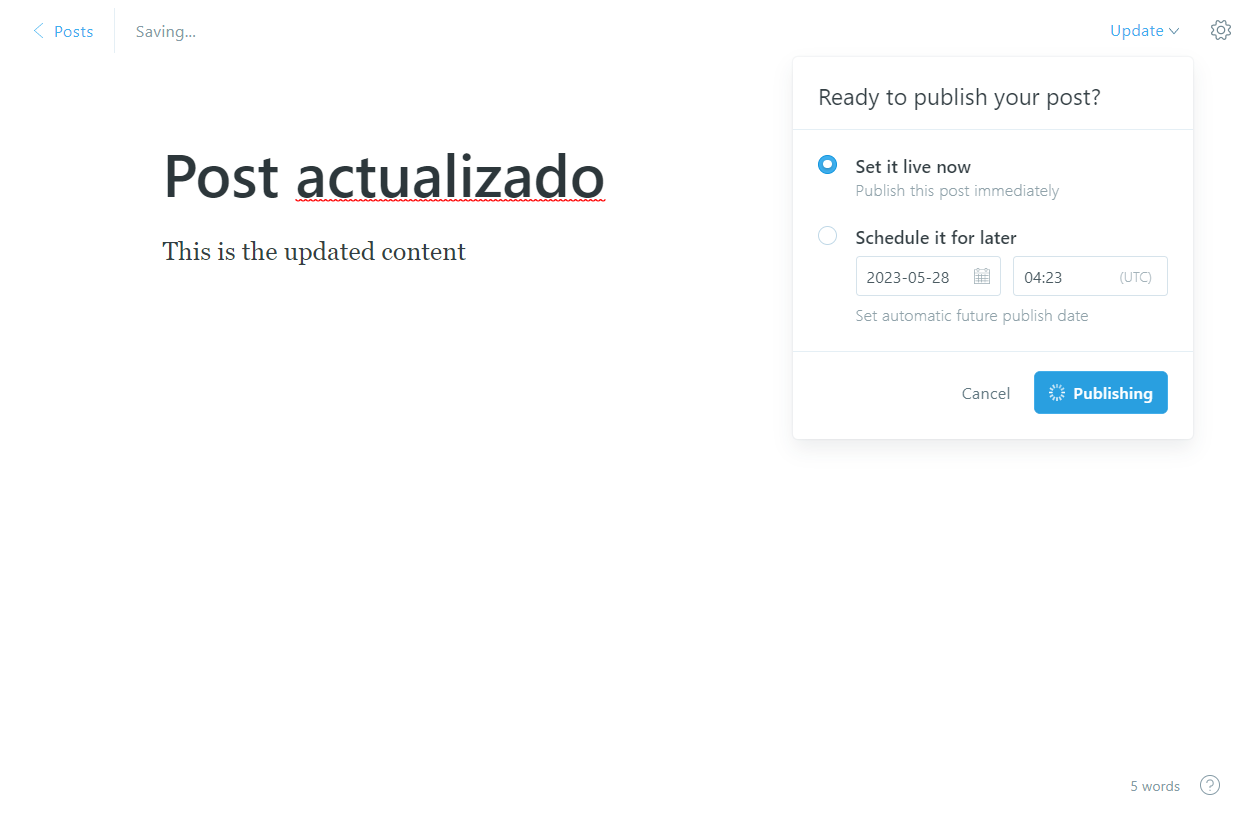 Posts
Saving...
Update
Ready to publish your post?
Post actualizado
This is the updated content
Set it live now
Publish this post immediately
Schedule it for later
2023-05-28
04:23 (UTC)
Set automatic future publish date
Cancel
Publishing
5 words
?